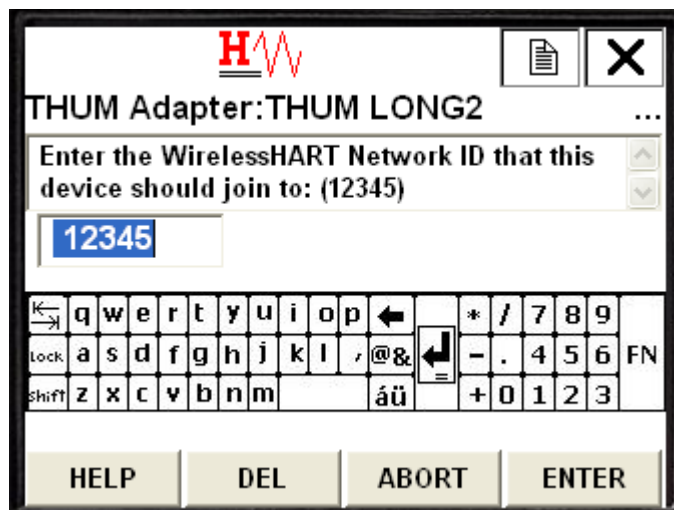 H
THUM Adapter:THUM LONG2 ...
Enter the WirelessHART Network ID that this
device should join to: (12345)
12345
q w e r t y u i o p * / 7 8 9
Lock a s d f g h j k l , @& - . 4 5 6 FN
shift z x c v b n m áü + 0 1 2 3
HELP DEL ABORT ENTER